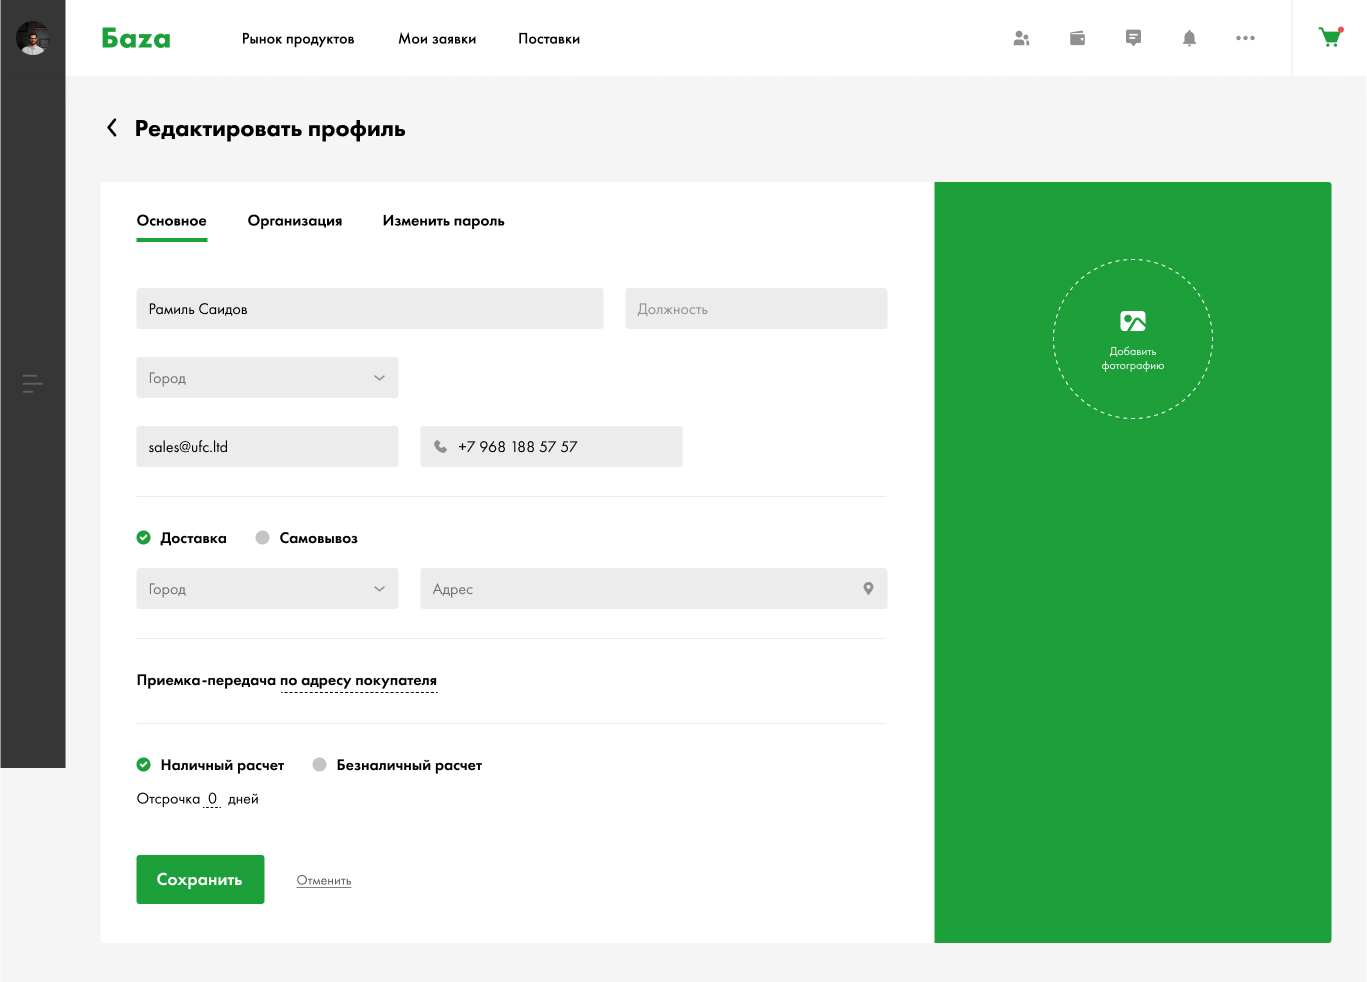 Баzа
Рынок продуктов
Мои заявки
Поставки
Редактировать профиль
Основное
Организация
Изменить пароль
Рамиль Саидов
Должность
Город
sales@ufc.ltd
+7 968 188 57 57
Доставка
Самовывоз
Город
Адрес
Приемка-передача по адресу покупателя
Наличный расчет
Безналичный расчет
Отсрочка 0 дней
Сохранить
Отменить
Добавить
фотографию